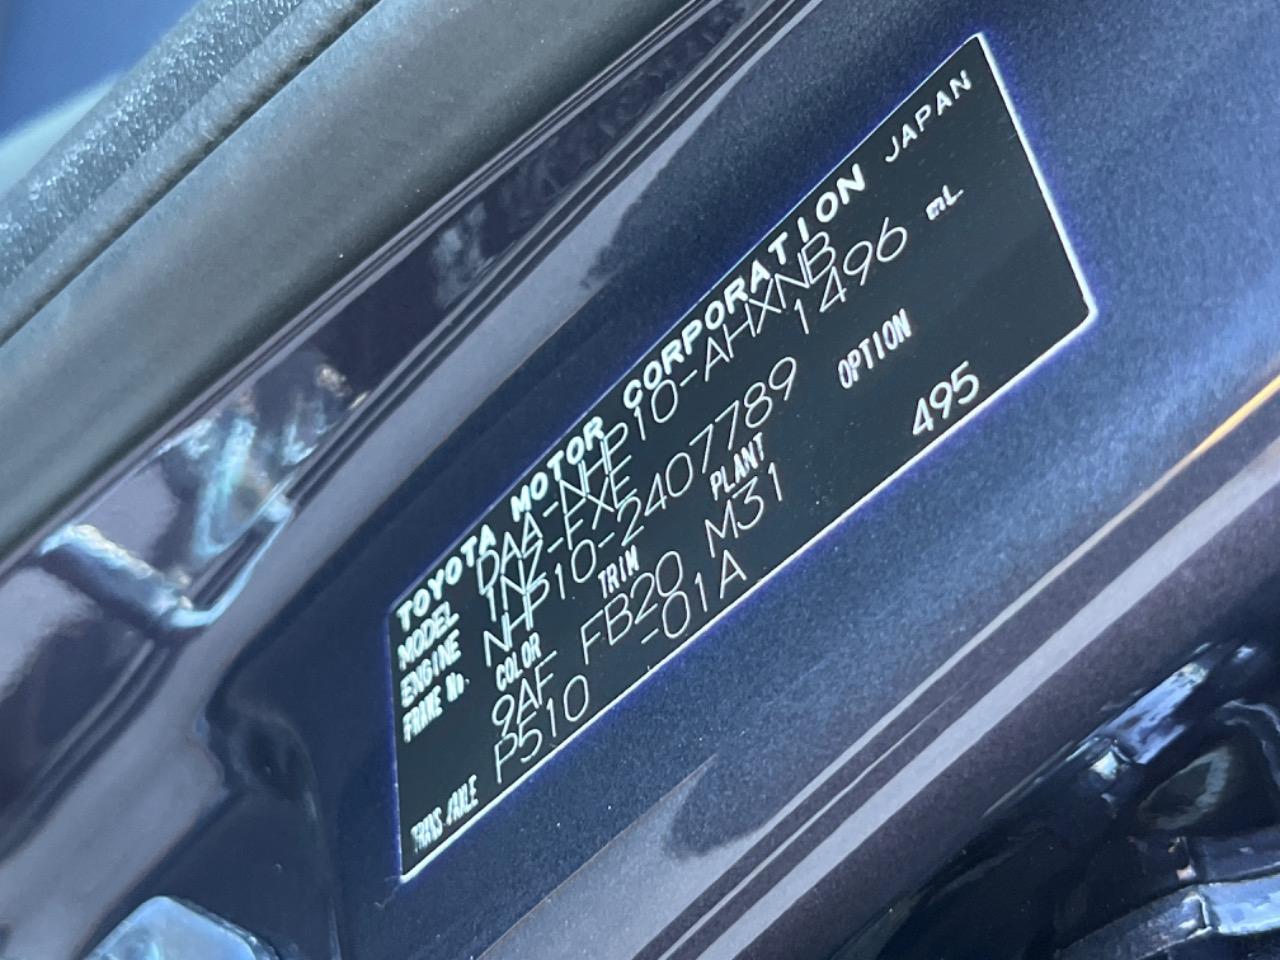 TOYOTA MOTOR CORPORATION JAPAN
MODEL DAA-NHP10-AHXNB
ENGINE 1NZ-FXE 1496 mL
FRAME No. NHP10-2407789
COLOR TRIM PLANT OPTION
9AF FB20 M31 495
TRANS./AXLE P510 -01A